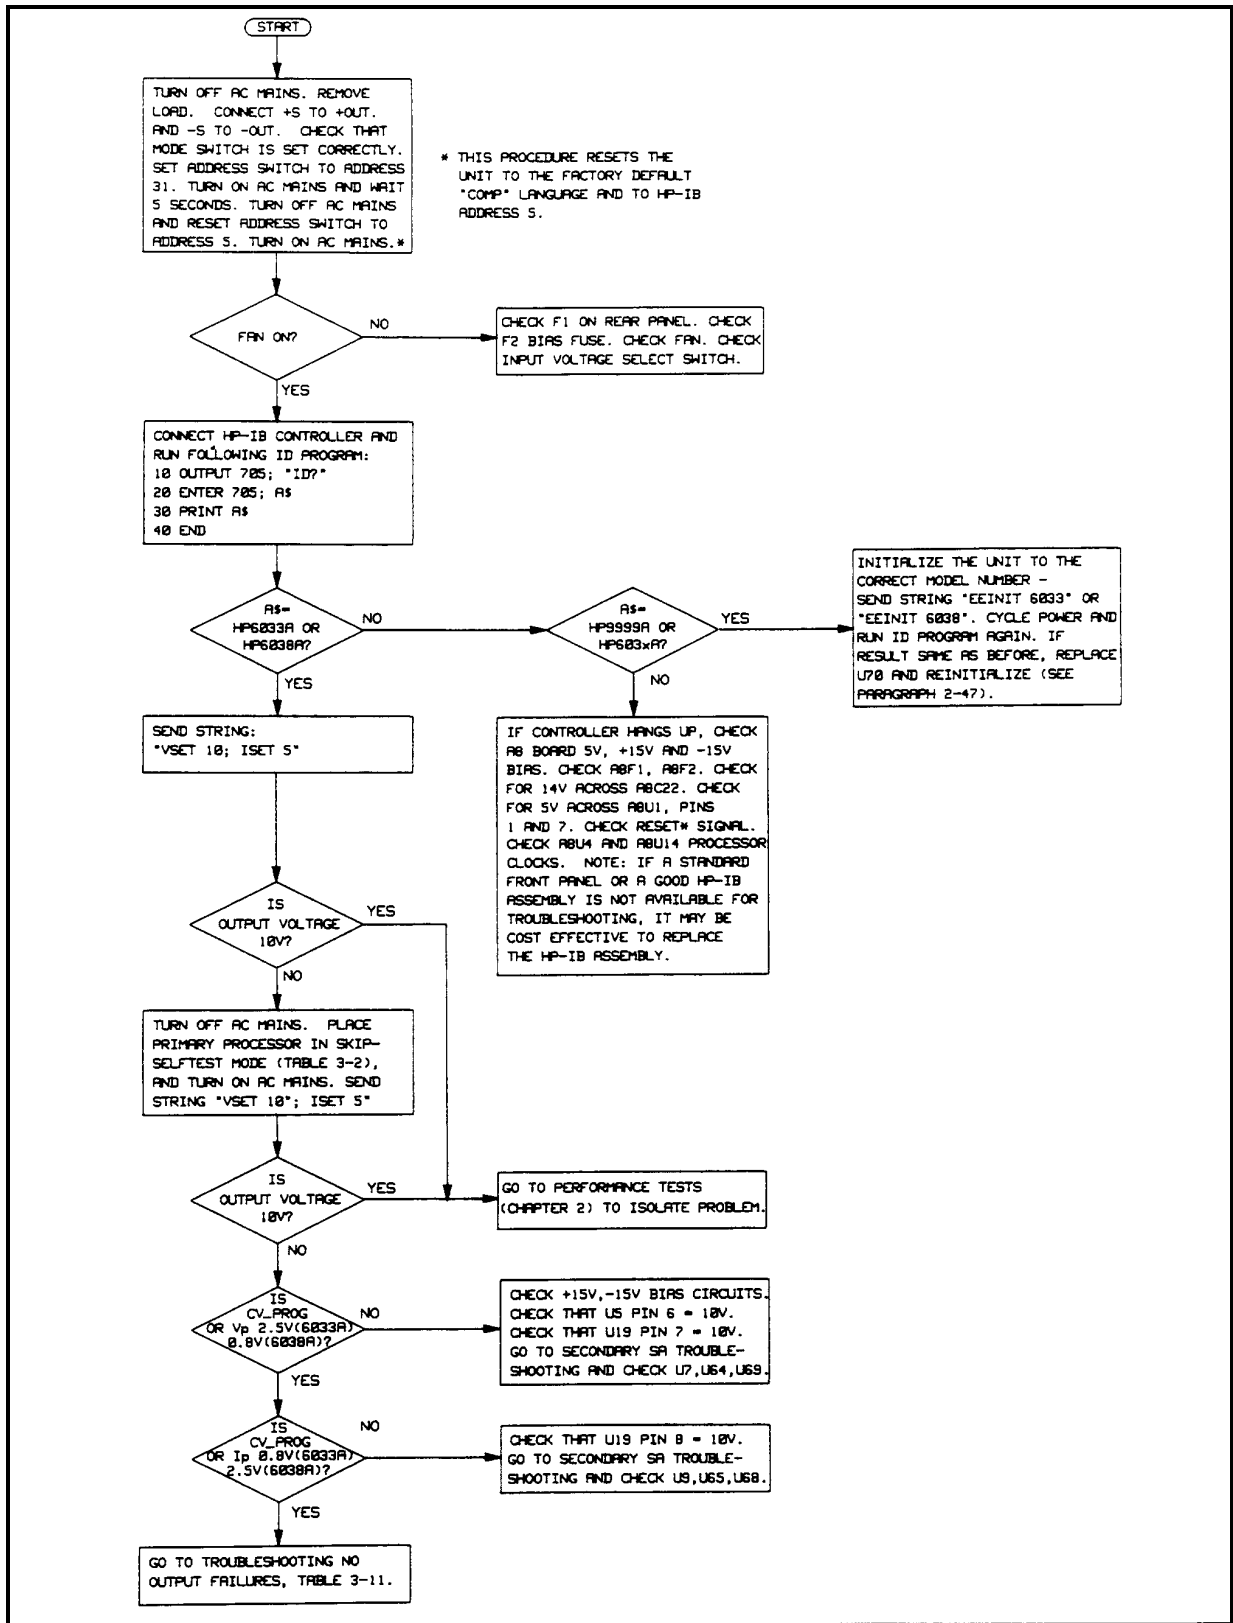 START
TURN OFF AC MAINS. REMOVE
LOAD. CONNECT +S TO +OUT.
AND -S TO -OUT. CHECK THAT
MODE SWITCH IS SET CORRECTLY.
SET ADDRESS SWITCH TO ADDRESS
31. TURN ON AC MAINS AND WAIT
5 SECONDS. TURN OFF AC MAINS
AND RESET ADDRESS SWITCH TO
ADDRESS 5. TURN ON AC MAINS.*
* THIS PROCEDURE RESETS THE
UNIT TO THE FACTORY DEFAULT
"COMP" LANGUAGE AND TO HP-IB
ADDRESS 5.
FAN ON?
NO
CHECK F1 ON REAR PANEL. CHECK
F2 BIAS FUSE. CHECK FAN. CHECK
INPUT VOLTAGE SELECT SWITCH.
YES
CONNECT HP-IB CONTROLLER AND
RUN FOLLOWING ID PROGRAM:
10 OUTPUT 705; "ID?"
20 ENTER 705; A$
30 PRINT A$
40 END
A$=
HP6033A OR
HP6038A?
NO
A$=
HP9999A OR
HP603xA?
YES
INITIALIZE THE UNIT TO THE
CORRECT MODEL NUMBER -
SEND STRING "EEINIT 6033" OR
"EEINIT 6038". CYCLE POWER AND
RUN ID PROGRAM AGAIN. IF
RESULT SAME AS BEFORE, REPLACE
U70 AND REINITIALIZE (SEE
PARAGRAPH 2-47).
YES
NO
SEND STRING:
"VSET 10; ISET 5"
IF CONTROLLER HANGS UP, CHECK
A8 BOARD 5V, +15V AND -15V
BIAS. CHECK A8F1, A8F2. CHECK
FOR 14V ACROSS A8C22. CHECK
FOR 5V ACROSS A8U1, PINS
1 AND 7. CHECK RESET* SIGNAL.
CHECK A8U4 AND A8U14 PROCESSOR
CLOCKS. NOTE: IF A STANDARD
FRONT PANEL OR A GOOD HP-IB
ASSEMBLY IS NOT AVAILABLE FOR
TROUBLESHOOTING, IT MAY BE
COST EFFECTIVE TO REPLACE
THE HP-IB ASSEMBLY.
IS
OUTPUT VOLTAGE
10V?
YES
NO
TURN OFF AC MAINS. PLACE
PRIMARY PROCESSOR IN SKIP-
SELFTEST MODE (TABLE 3-2),
AND TURN ON AC MAINS. SEND
STRING "VSET 10"; ISET 5"
IS
OUTPUT VOLTAGE
10V?
YES
GO TO PERFORMANCE TESTS
(CHAPTER 2) TO ISOLATE PROBLEM.
NO
IS
CV_PROG
OR Vp 2.5V(6033A)
0.8V(6038A)?
NO
CHECK +15V,-15V BIAS CIRCUITS.
CHECK THAT U5 PIN 6 = 10V.
CHECK THAT U19 PIN 7 = 10V.
GO TO SECONDARY SA TROUBLE-
SHOOTING AND CHECK U7,U64,U69.
YES
IS
CV_PROG
OR Ip 0.8V(6033A)
2.5V(6038A)?
NO
CHECK THAT U19 PIN 8 = 10V.
GO TO SECONDARY SA TROUBLE-
SHOOTING AND CHECK U9,U65,U68.
YES
GO TO TROUBLESHOOTING NO
OUTPUT FAILURES, TABLE 3-11.